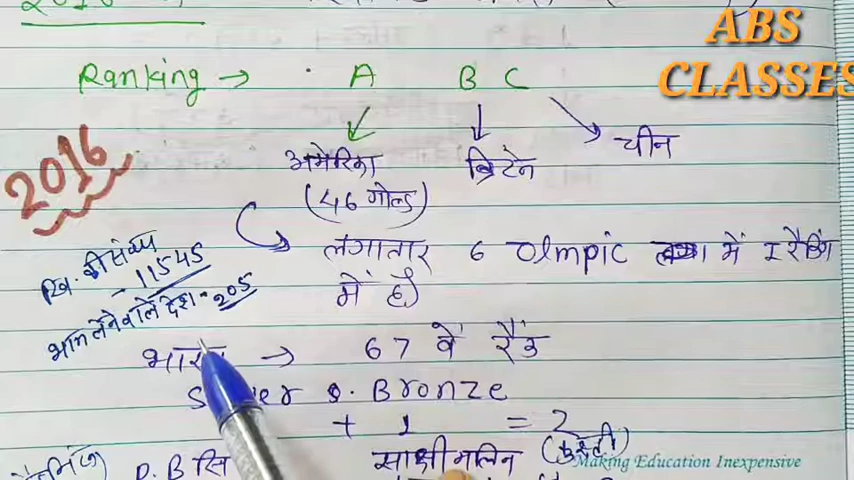 ABS
CLASSES
Ranking → A B C
अमेरिका ब्रिटेन चीन
(46 गोल्ड)
2016
लगातार 6 olmpic में I रैंकिंग
में है
खि. की संख्या
- 11545
भाग लेने वाले देश - 205
भारत → 67 वें रैंक
Bronze
+ 1 = 2
साक्षी मलिक (कुश्ती)
Making Education Inexpensive